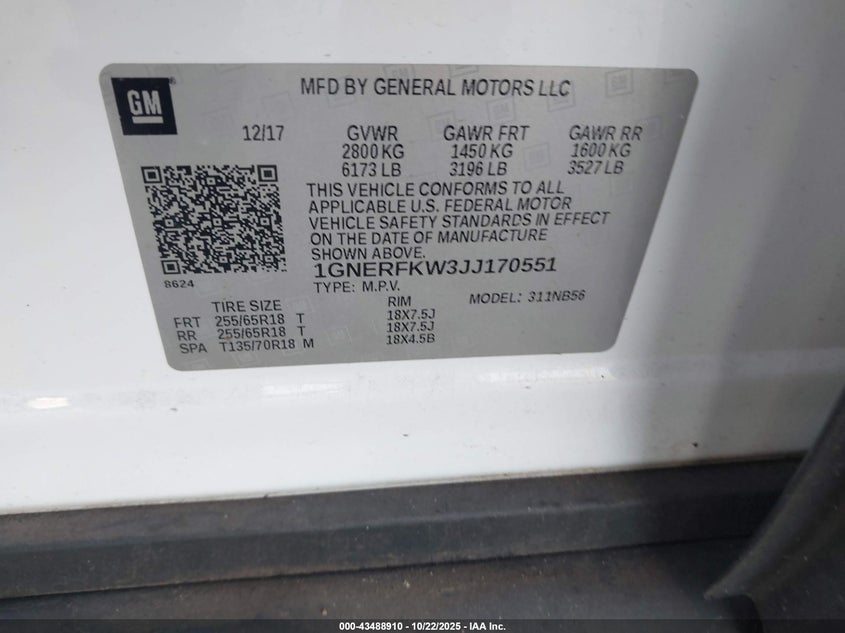 GM
MFD BY GENERAL MOTORS LLC
12/17 GVWR GAWR FRT GAWR RR
2800 KG 1450 KG 1600 KG
6173 LB 3196 LB 3527 LB
THIS VEHICLE CONFORMS TO ALL
APPLICABLE U.S. FEDERAL MOTOR
VEHICLE SAFETY STANDARDS IN EFFECT
ON THE DATE OF MANUFACTURE
SHOWN ABOVE.
1GNERFKW3JJ170551
8624
TYPE: M.P.V. MODEL: 311NB56
TIRE SIZE RIM
FRT 255/65R18 T 18X7.5J
RR 255/65R18 T 18X7.5J
SPA T135/70R18 M 18X4.5B
000-43488910 - 10/22/2025 - IAA Inc.